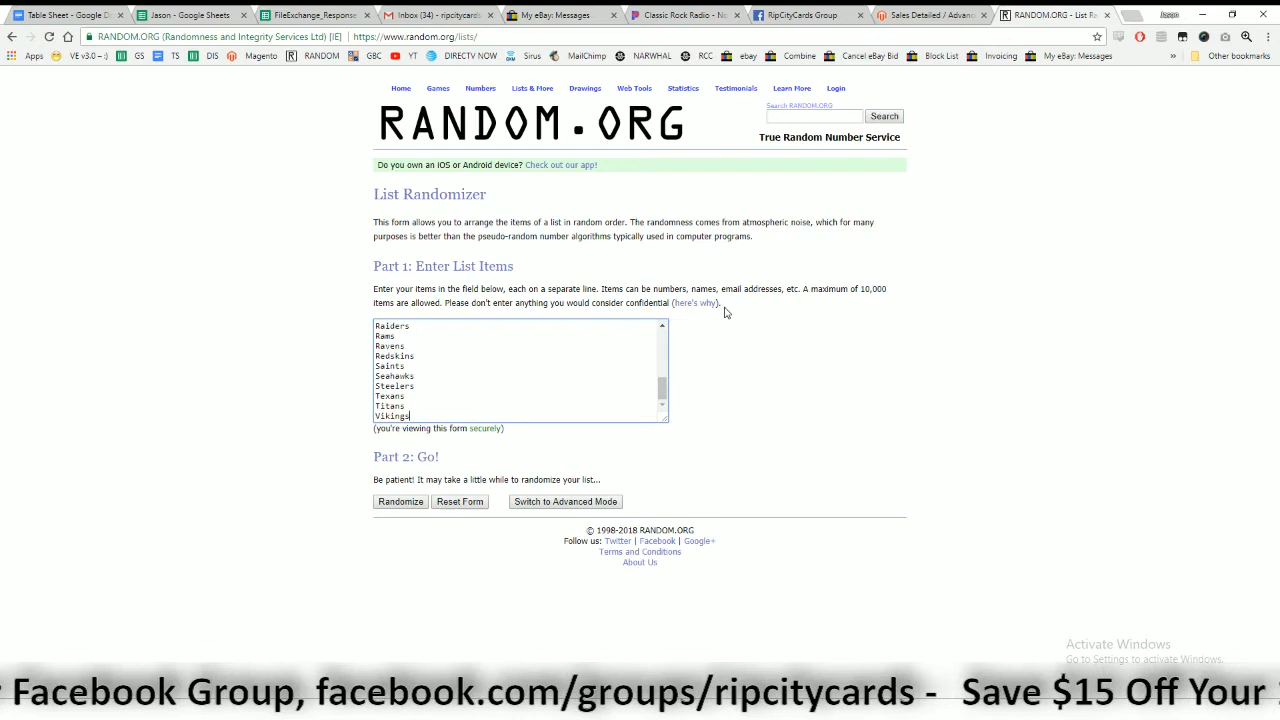 Table Sheet - Google D
Jason - Google Sheets
FileExchange_Response
Inbox (34) - ripcitycards
My eBay: Messages
Classic Rock Radio - No
RipCityCards Group
Sales Detailed / Advanc
RANDOM.ORG - List Ra
Jason
RANDOM.ORG (Randomness and Integrity Services Ltd) [IE] https://www.random.org/lists/
Apps VE v3.0 --:) GS TS DIS Magento RANDOM GBC YT DIRECTV NOW Sirus MailChimp NARWHAL RCC ebay Combine Cancel eBay Bid Block List Invoicing My eBay: Messages » Other bookmarks
Home Games Numbers Lists & More Drawings Web Tools Statistics Testimonials Learn More Login
RANDOM.ORG
Search RANDOM.ORG
Search
True Random Number Service
Do you own an iOS or Android device? Check out our app!
List Randomizer
This form allows you to arrange the items of a list in random order. The randomness comes from atmospheric noise, which for many
purposes is better than the pseudo-random number algorithms typically used in computer programs.
Part 1: Enter List Items
Enter your items in the field below, each on a separate line. Items can be numbers, names, email addresses, etc. A maximum of 10,000
items are allowed. Please don't enter anything you would consider confidential (here's why).
Raiders
Rams
Ravens
Redskins
Saints
Seahawks
Steelers
Texans
Titans
Vikings
(you're viewing this form securely)
Part 2: Go!
Be patient! It may take a little while to randomize your list...
Randomize Reset Form Switch to Advanced Mode
© 1998-2018 RANDOM.ORG
Follow us: Twitter | Facebook | Google+
Terms and Conditions
About Us
Activate Windows
Go to Settings to activate Windows.
Facebook Group, facebook.com/groups/ripcitycards - Save $15 Off Your